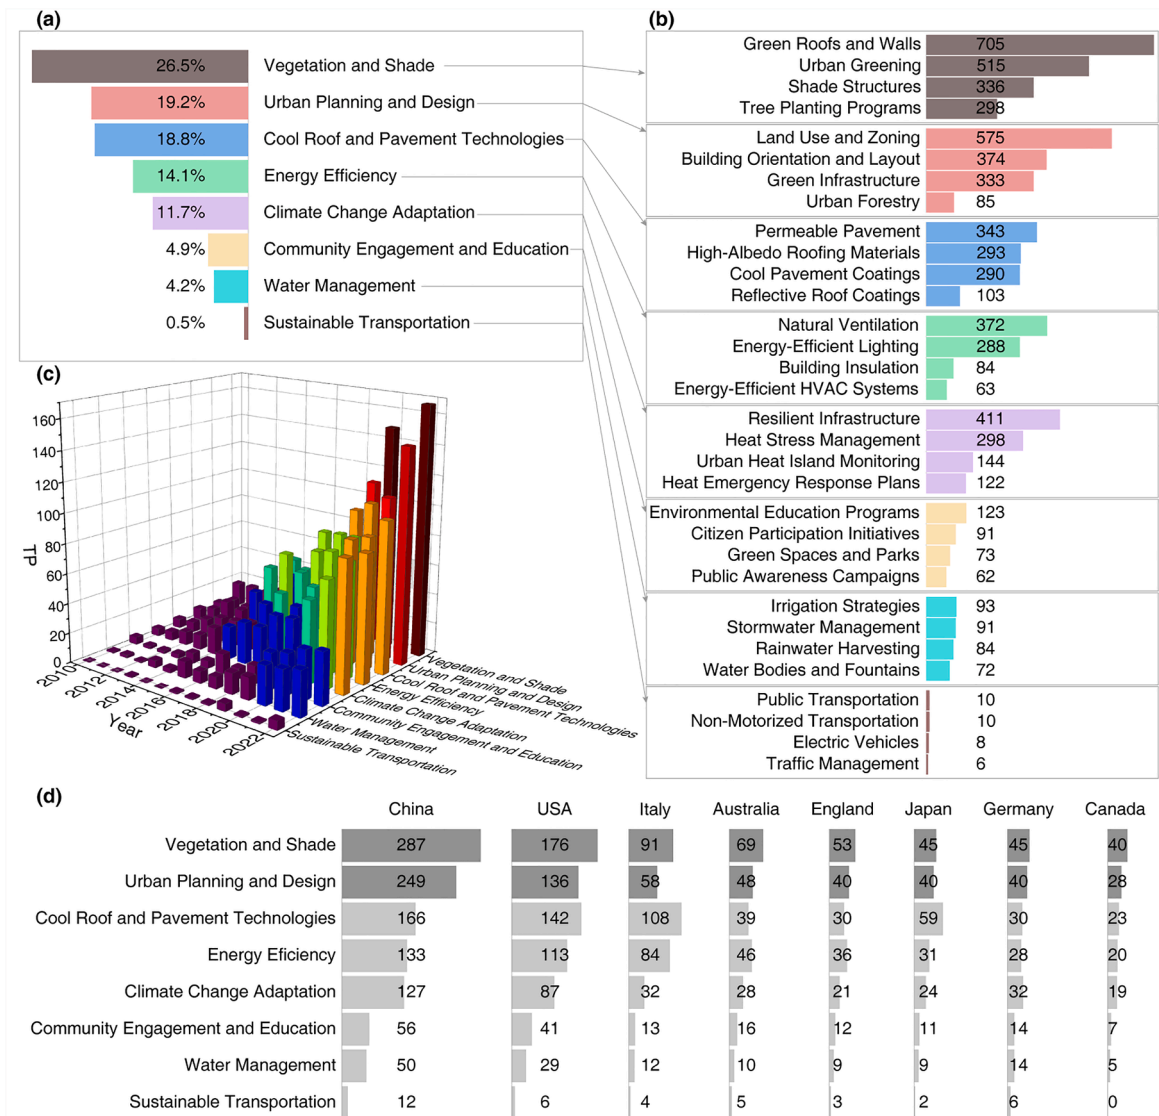 (a)
26.5% Vegetation and Shade
19.2% Urban Planning and Design
18.8% Cool Roof and Pavement Technologies
14.1% Energy Efficiency
11.7% Climate Change Adaptation
4.9% Community Engagement and Education
4.2% Water Management
0.5% Sustainable Transportation
(b)
Green Roofs and Walls 705
Urban Greening 515
Shade Structures 336
Tree Planting Programs 298
Land Use and Zoning 575
Building Orientation and Layout 374
Green Infrastructure 333
Urban Forestry 85
Permeable Pavement 343
High-Albedo Roofing Materials 293
Cool Pavement Coatings 290
Reflective Roof Coatings 103
Natural Ventilation 372
Energy-Efficient Lighting 288
Building Insulation 84
Energy-Efficient HVAC Systems 63
Resilient Infrastructure 411
Heat Stress Management 298
Urban Heat Island Monitoring 144
Heat Emergency Response Plans 122
Environmental Education Programs 123
Citizen Participation Initiatives 91
Green Spaces and Parks 73
Public Awareness Campaigns 62
Irrigation Strategies 93
Stormwater Management 91
Rainwater Harvesting 84
Water Bodies and Fountains 72
Public Transportation 10
Non-Motorized Transportation 10
Electric Vehicles 8
Traffic Management 6
(c)
160
140
120
100
80
60
40
20
0
TP
2010
2012
2014
2016
2018
2020
2022
Year
Vegetation and Shade
Urban Planning and Design
Cool Roof and Pavement Technologies
Energy Efficiency
Climate Change Adaptation
Community Engagement and Education
Water Management
Sustainable Transportation
(d)
China USA Italy Australia England Japan Germany Canada
Vegetation and Shade 287 176 91 69 53 45 45 40
Urban Planning and Design 249 136 58 48 40 40 40 28
Cool Roof and Pavement Technologies 166 142 108 39 30 59 30 23
Energy Eficiency 133 113 84 46 36 31 28 20
Climate Change Adaptation 127 87 32 28 21 24 32 19
Community Engagement and Education 56 41 13 16 12 11 14 7
Water Management 50 29 12 10 9 9 14 5
Sustainable Transportation 12 6 4 5 3 2 6 0